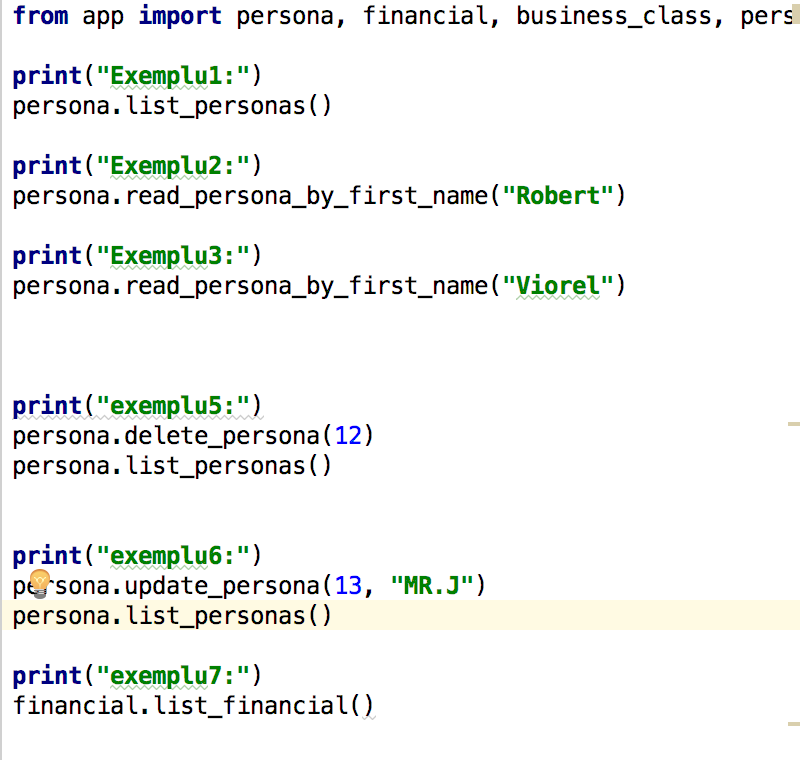 from app import persona, financial, business_class, pers
print("Exemplu1:")
persona.list_personas()
print("Exemplu2:")
persona.read_persona_by_first_name("Robert")
print("Exemplu3:")
persona.read_persona_by_first_name("Viorel")
print("exemplu5:")
persona.delete_persona(12)
persona.list_personas()
print("exemplu6:")
persona.update_persona(13, "MR.J")
persona.list_personas()
print("exemplu7:")
financial.list_financial()